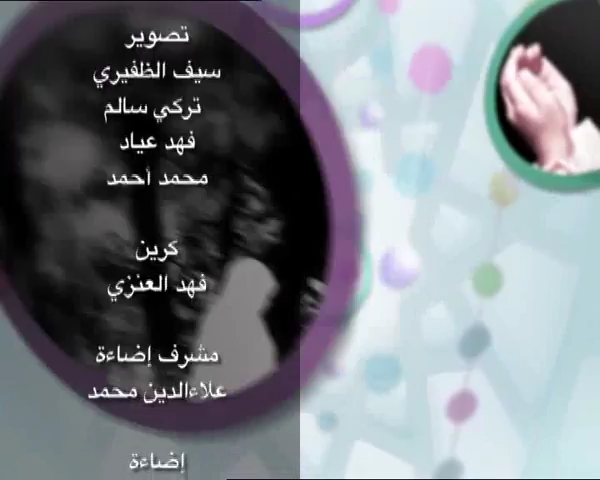 تصوير
سيف الظفيري
تركي سالم
فهد عياد
محمد أحمد
كرين
فهد العنزي
مشرف إضاءة
علاءالدين محمد
إضاءة